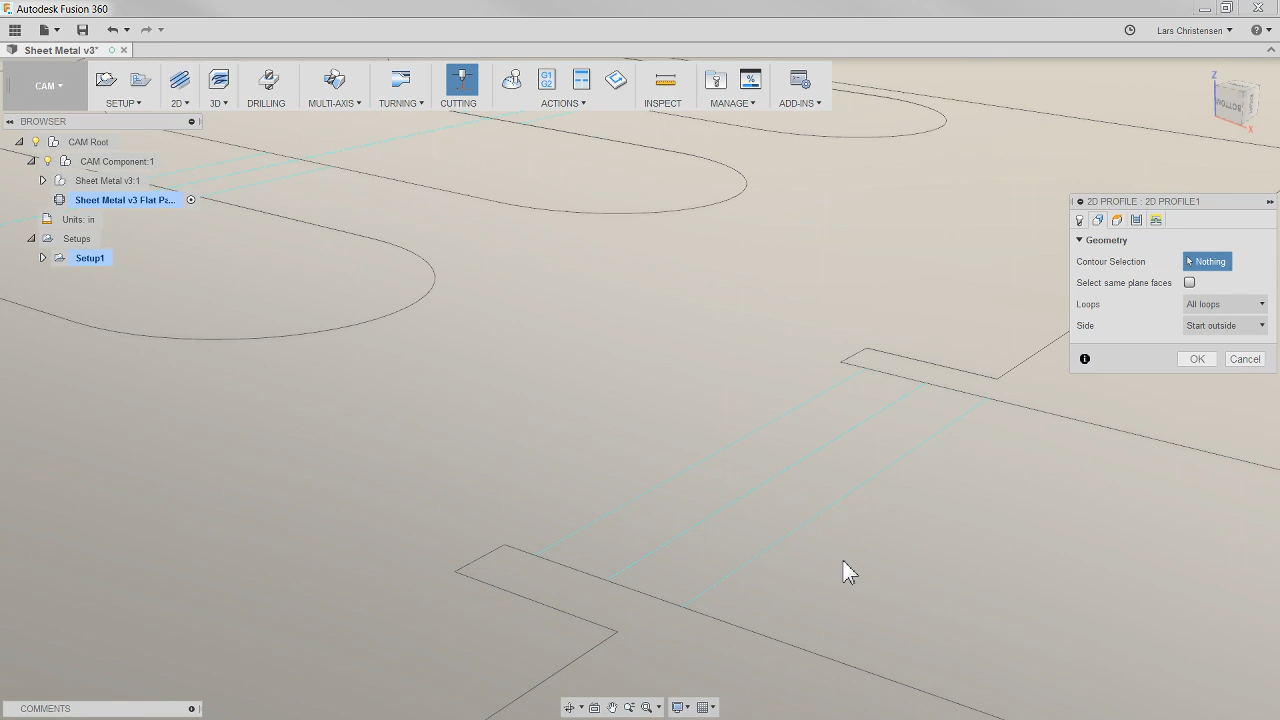 Autodesk Fusion 360
Lars Christensen
Sheet Metal v3*
CAM
SETUP
2D
3D
DRILLING
MULTI-AXIS
TURNING
CUTTING
G1
G2
ACTIONS
INSPECT
MANAGE
ADD-INS
Z
BOTTOM
X
BROWSER
CAM Root
CAM Component:1
Sheet Metal v3:1
Sheet Metal v3 Flat Pa...
Units: in
Setups
Setup1
2D PROFILE : 2D PROFILE1
Geometry
Contour Selection Nothing
Select same plane faces
Loops All loops
Side Start outside
OK Cancel
COMMENTS